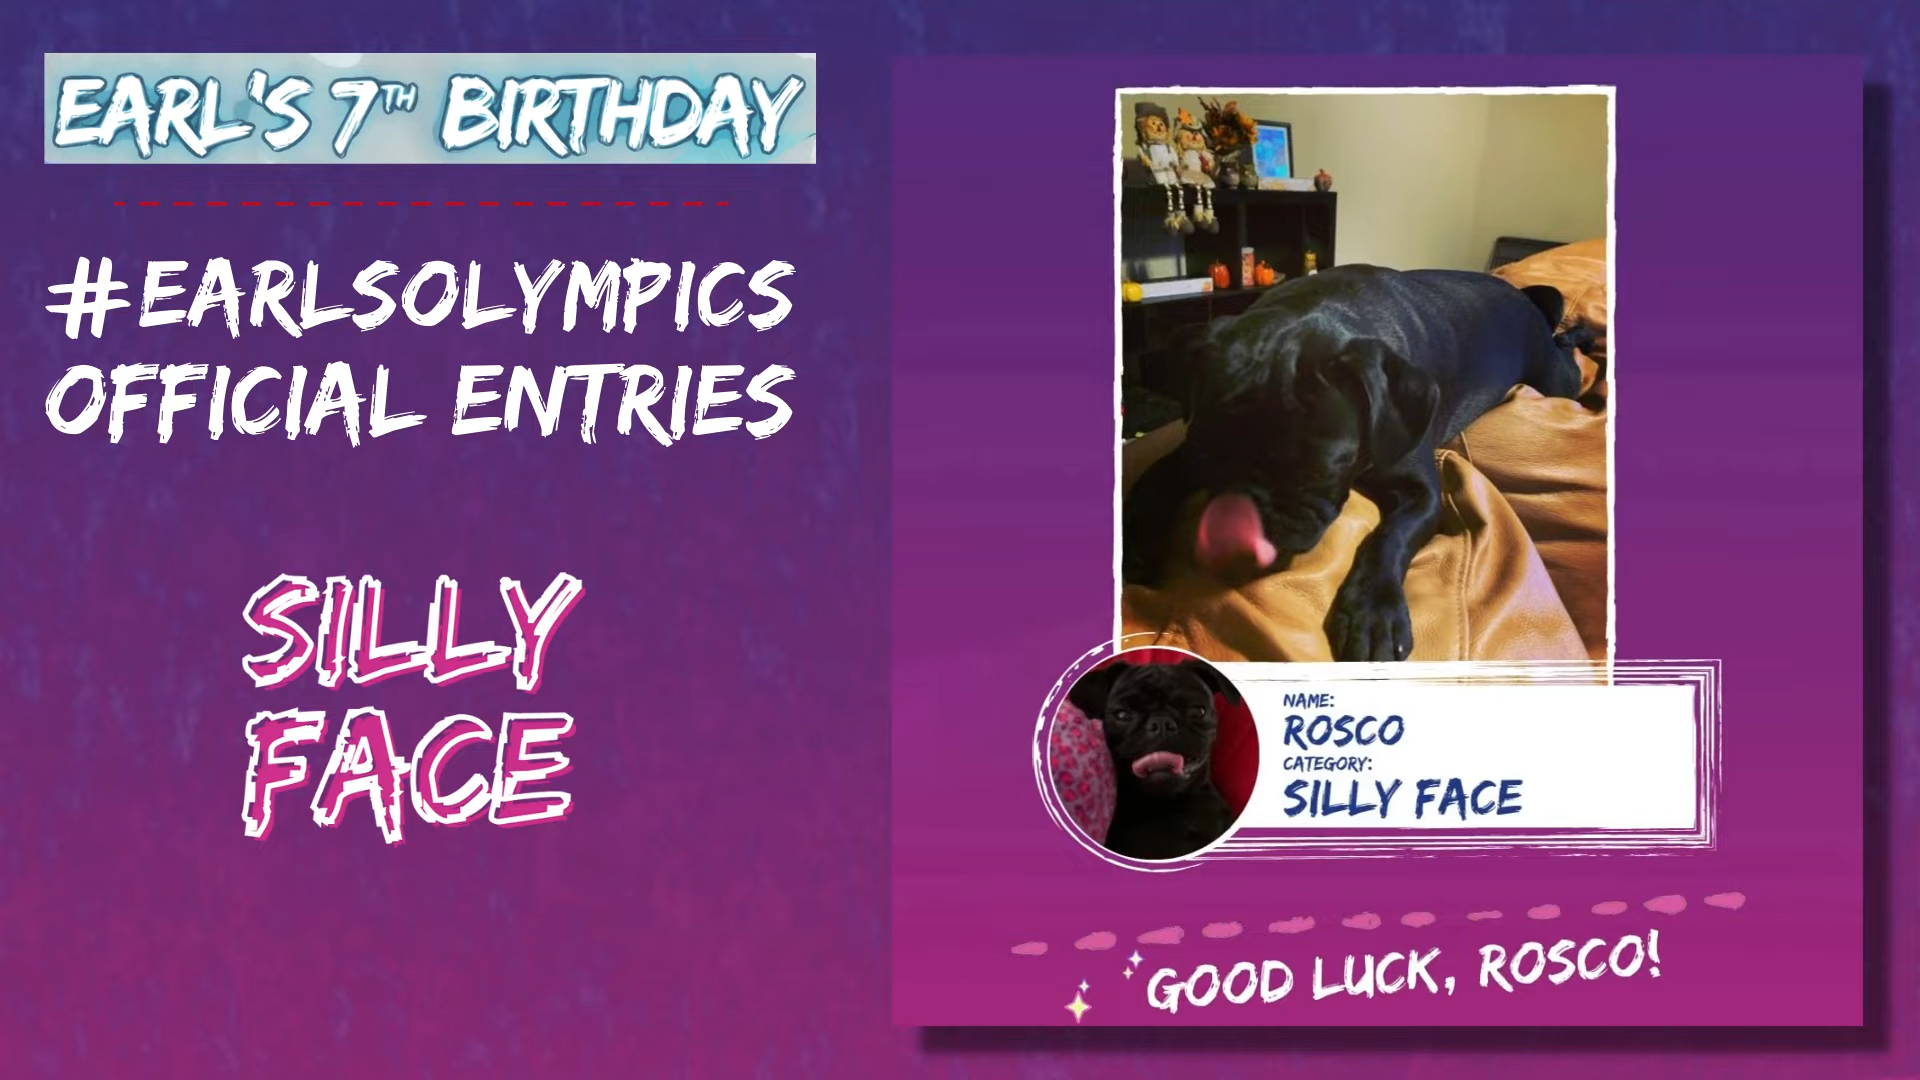 EARL'S 7TH BIRTHDAY
#EARLSOLYMPICS
OFFICIAL ENTRIES
SILLY
FACE
NAME:
ROSCO
CATEGORY:
SILLY FACE
GOOD LUCK, ROSCO!